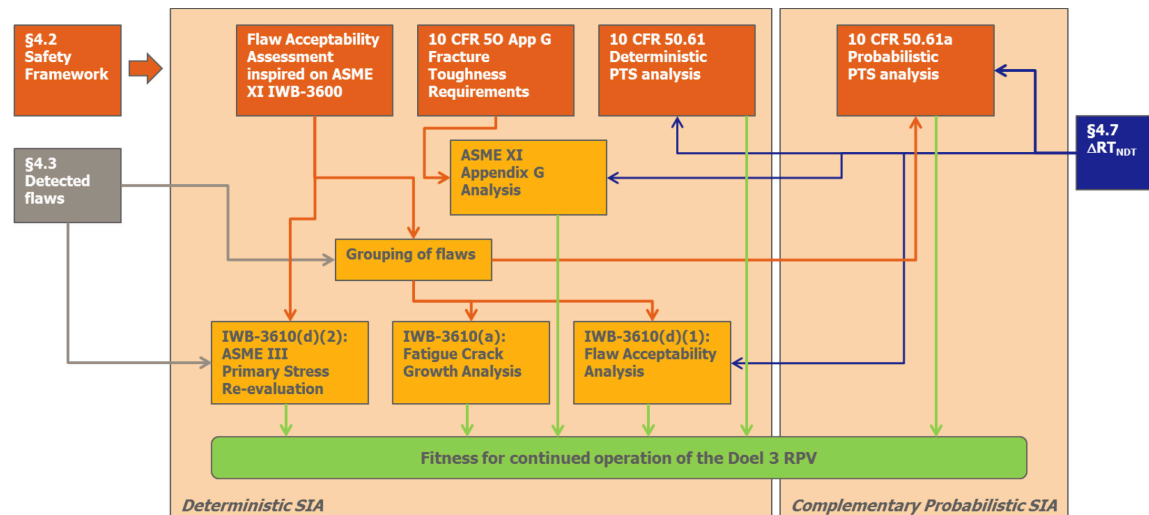 §4.2
Safety
Framework
Flaw Acceptability
Assessment
inspired on ASME
XI IWB-3600
10 CFR 5O App G
Fracture
Toughness
Requirements
10 CFR 50.61
Deterministic
PTS analysis
10 CFR 50.61a
Probabilistic
PTS analysis
§4.7
ΔRTNDT
§4.3
Detected
flaws
ASME XI
Appendix G
Analysis
Grouping of flaws
IWB-3610(d)(2):
ASME III
Primary Stress
Re-evaluation
IWB-3610(a):
Fatigue Crack
Growth Analysis
IWB-3610(d)(1):
Flaw Acceptability
Analysis
Fitness for continued operation of the Doel 3 RPV
Deterministic SIA
Complementary Probabilistic SIA